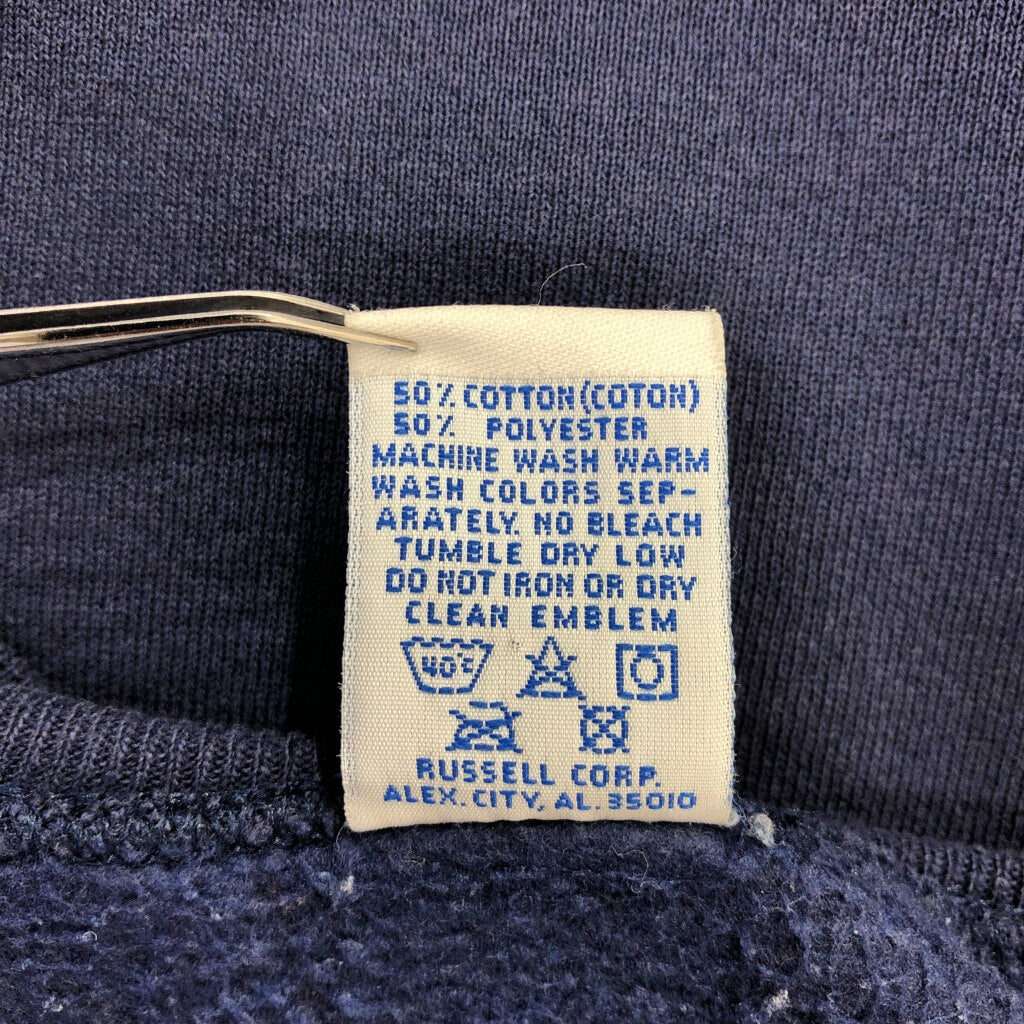 50% COTTON (COTON)
50% POLYESTER
MACHINE WASH WARM
WASH COLORS SEP-
ARATELY. NO BLEACH
TUMBLE DRY LOW
DO NOT IRON OR DRY
CLEAN EMBLEM
40°C
RUSSELL CORP.
ALEX. CITY, AL. 35010